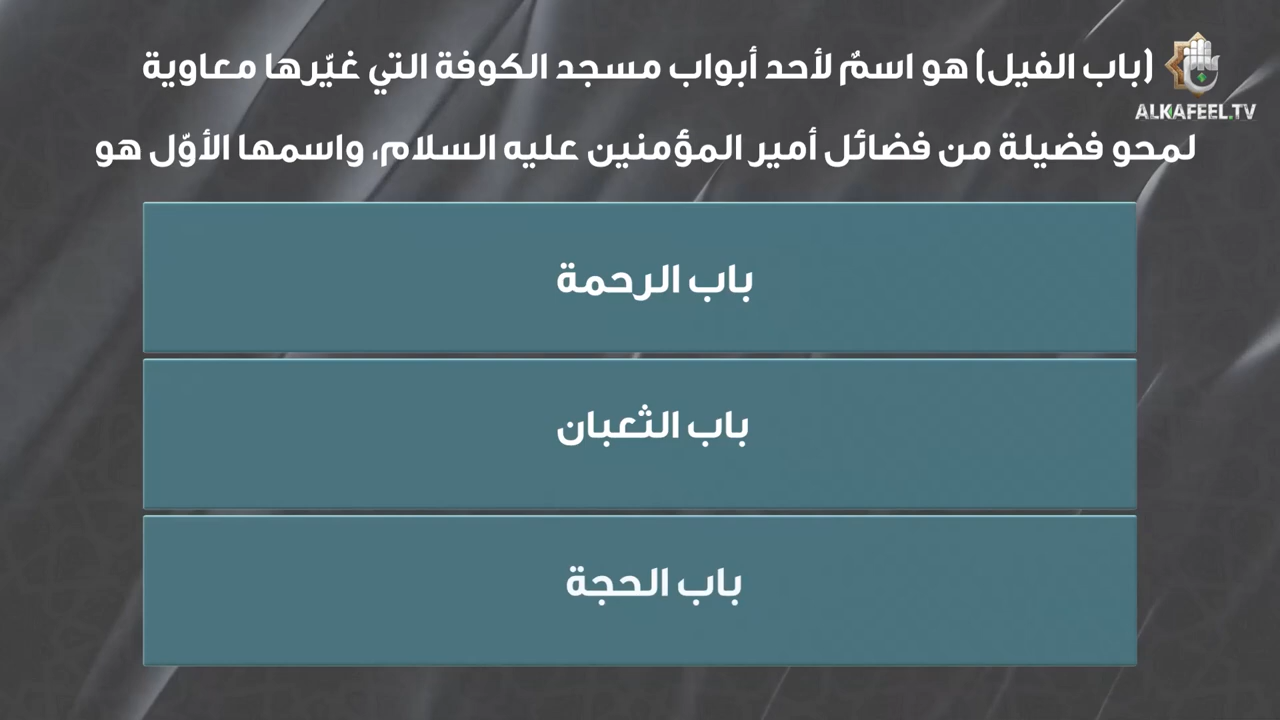 (باب الفيل) هو اسمٌ لأحد أبواب مسجد الكوفة التي غيّرها معاوية
ALKAFEEL.TV
لمحو فضيلة من فضائل أمير المؤمنين عليه السلام، واسمها الأوّل هو
باب الرحمة
باب الثعبان
باب الحجة